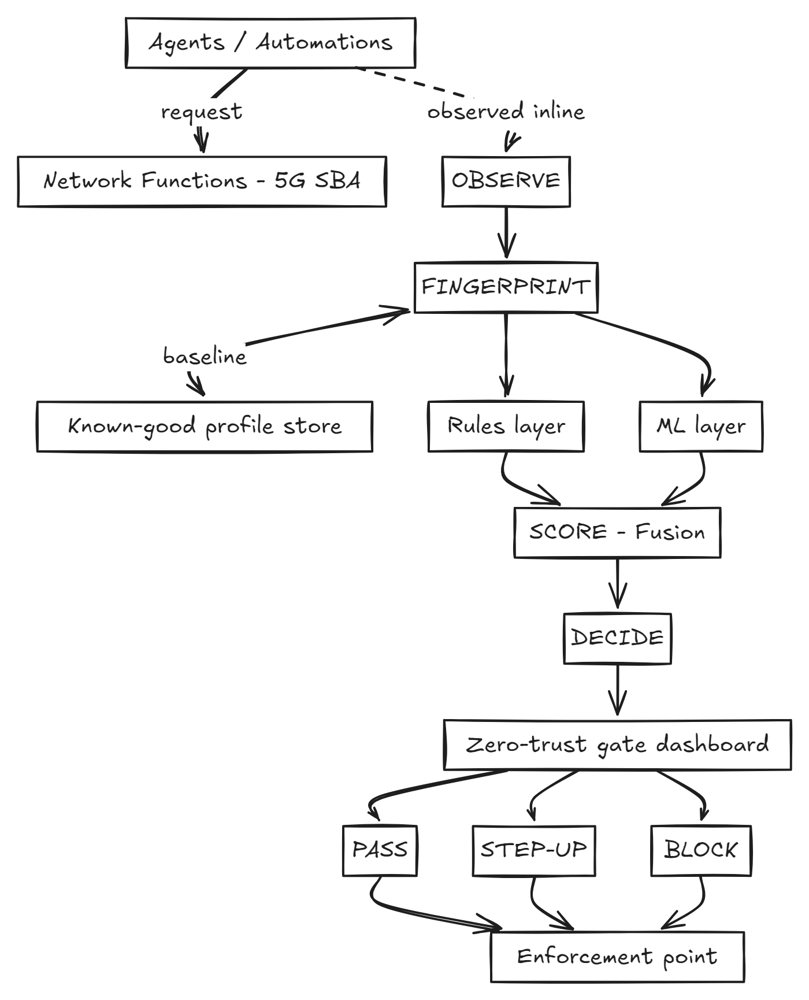 Agents / Automations
request
observed inline
Network Functions - 5G SBA
OBSERVE
FINGERPRINT
baseline
Known-good profile store
Rules layer
ML layer
SCORE - Fusion
DECIDE
Zero-trust gate dashboard
PASS
STEP-UP
BLOCK
Enforcement point